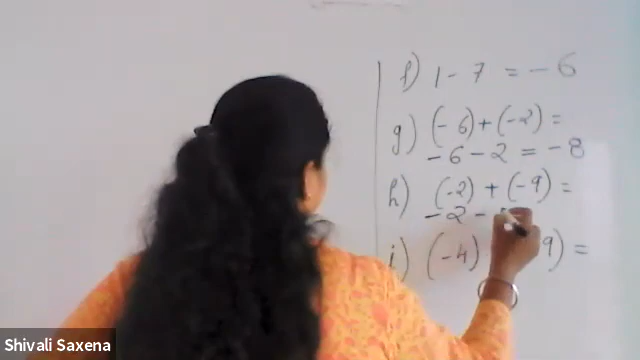 f) 1 - 7 = - 6
g) (- 6) + (- 2) =
- 6 - 2 = - 8
h) (-2) + (- 9) =
- 2 -
i) (-4) 9) =
Shivali Saxena